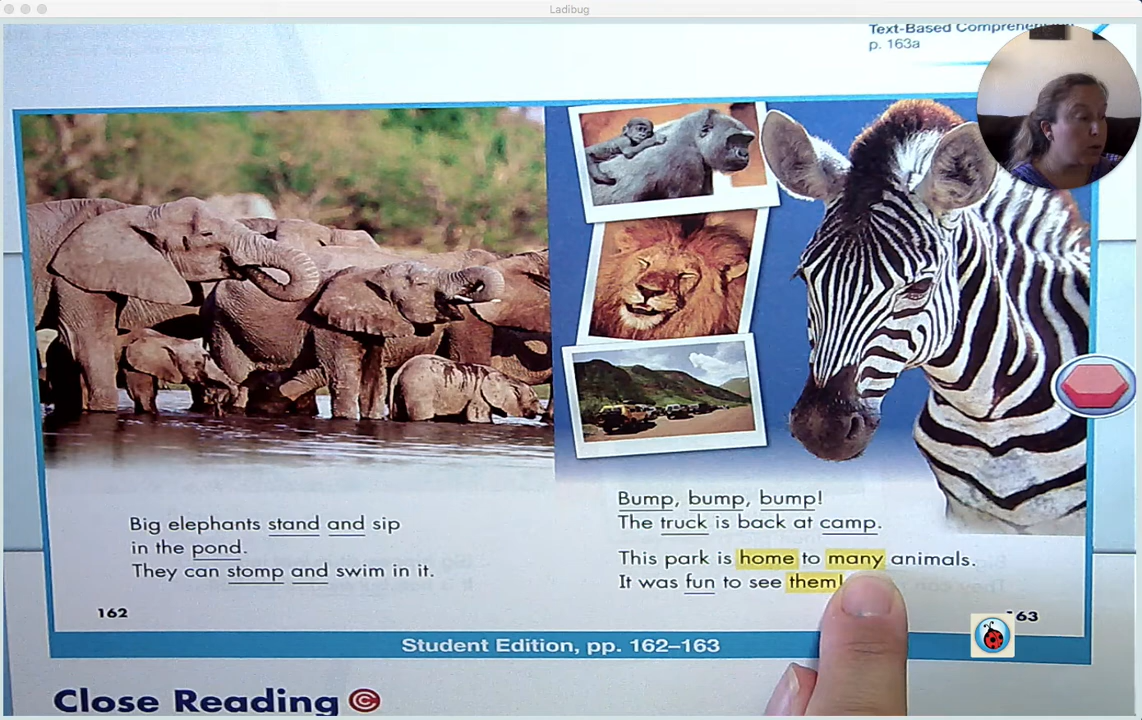 Ladibug
Text-Based Comprehen
p. 163a
Big elephants stand and sip
in the pond.
They can stomp and swim in it.
162
Bump, bump, bump!
The truck is back at camp.
This park is home to many animals.
It was fun to see them!
63
Student Edition, pp. 162–163
Close Reading C